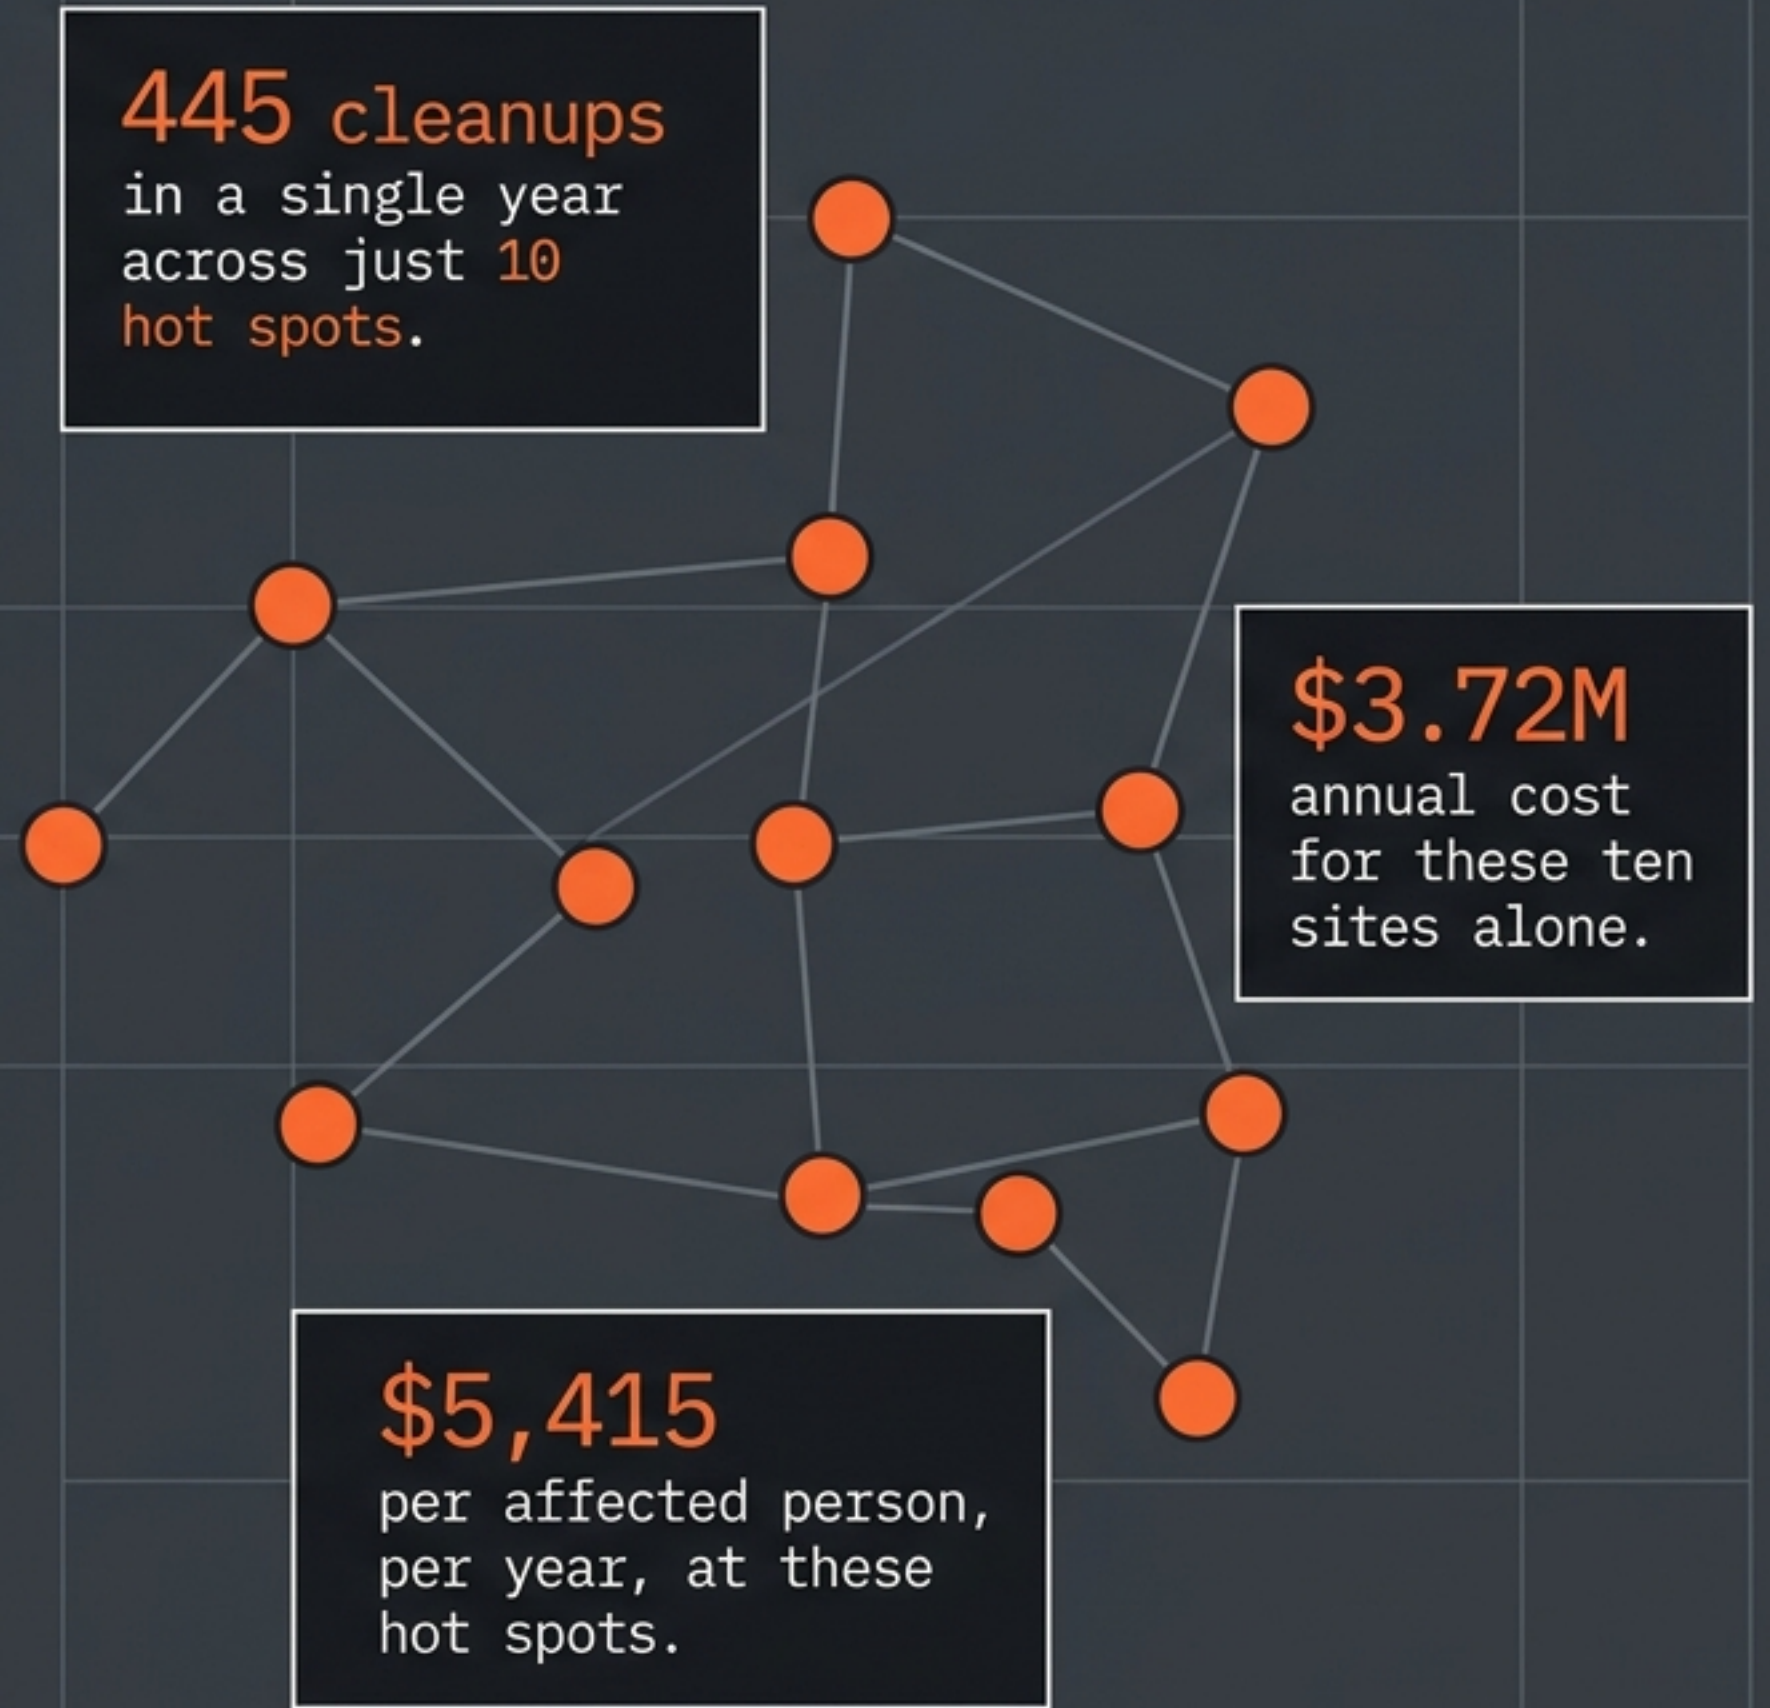 445 cleanups
in a single year
across just 10
hot spots.
$3.72M
annual cost
for these ten
sites alone.
$5,415
per affected person,
per year, at these
hot spots.